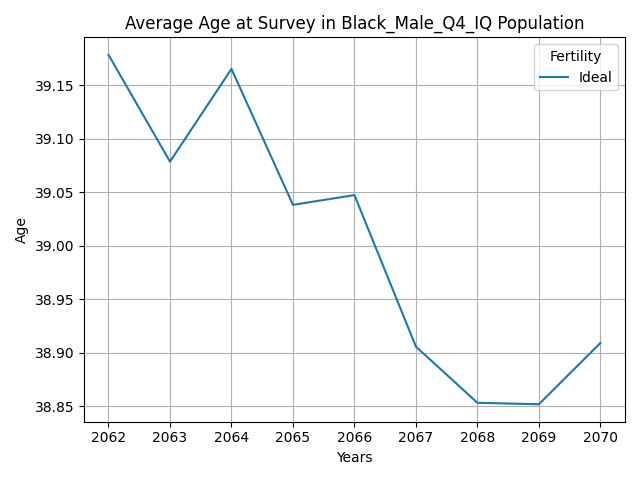 Average Age at Survey in Black_Male_Q4_IQ Population
Fertility
Ideal
39.15
39.10
39.05
39.00
38.95
38.90
38.85
Age
2062 2063 2064 2065 2066 2067 2068 2069 2070
Years